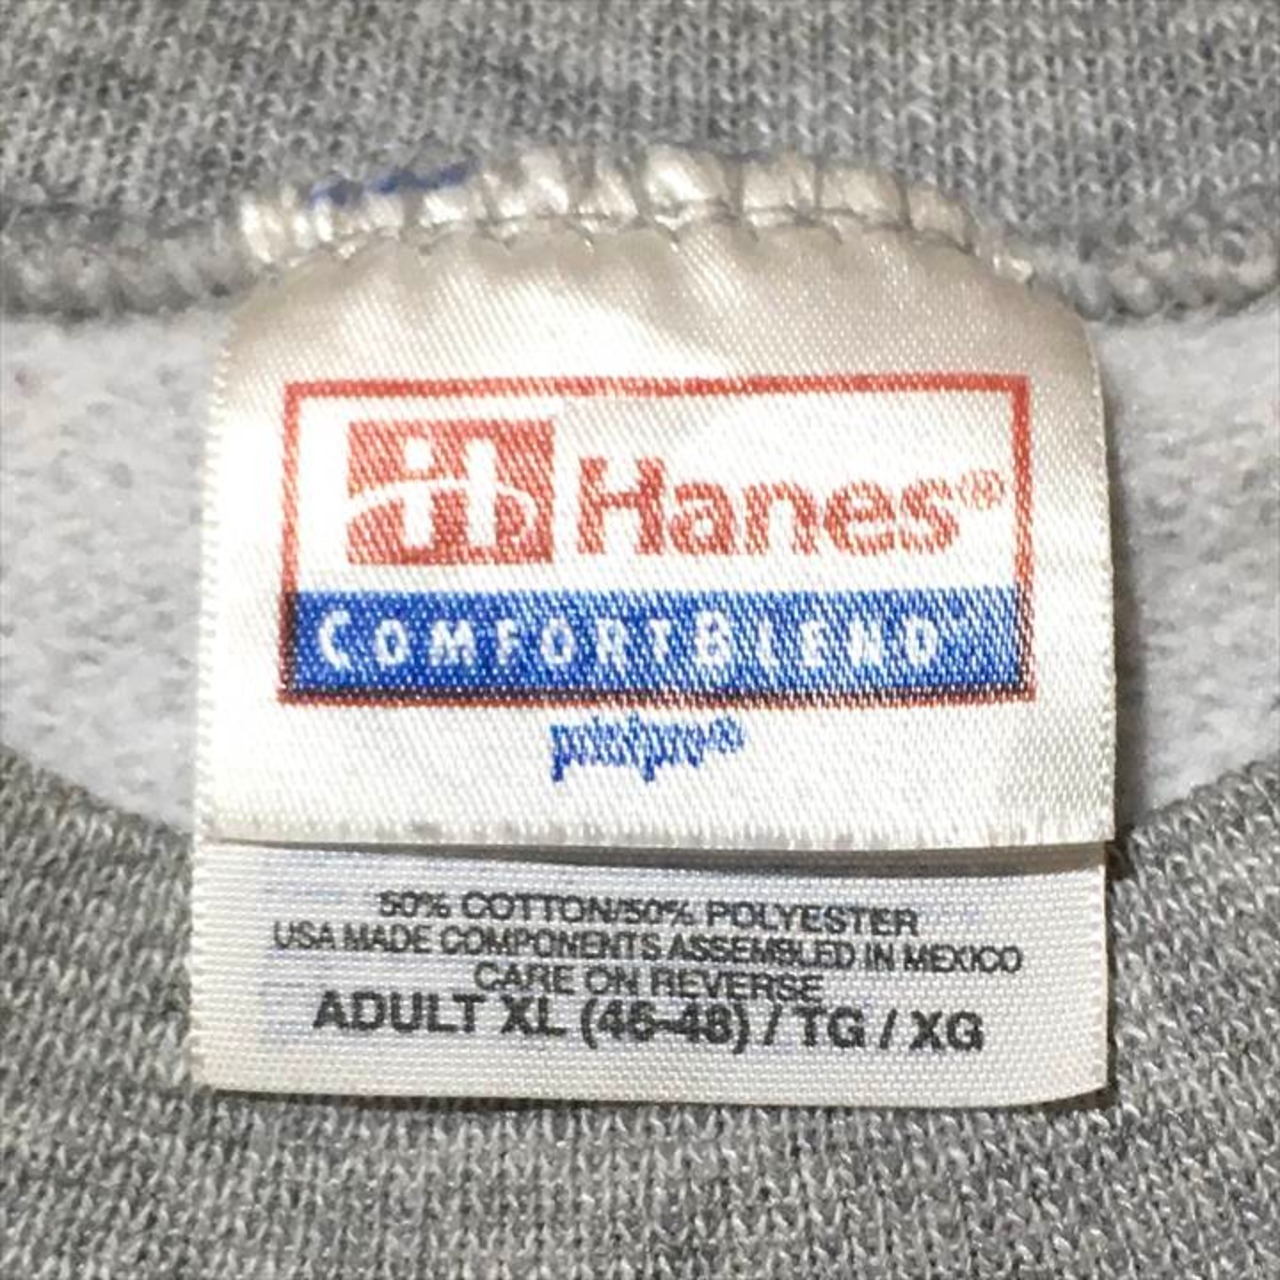 Hanes®
COMFORTBLEND
printpro®
50% COTTON/50% POLYESTER
USA MADE COMPONENTS ASSEMBLED IN MEXICO
CARE ON REVERSE
ADULT XL (46-48) / TG / XG